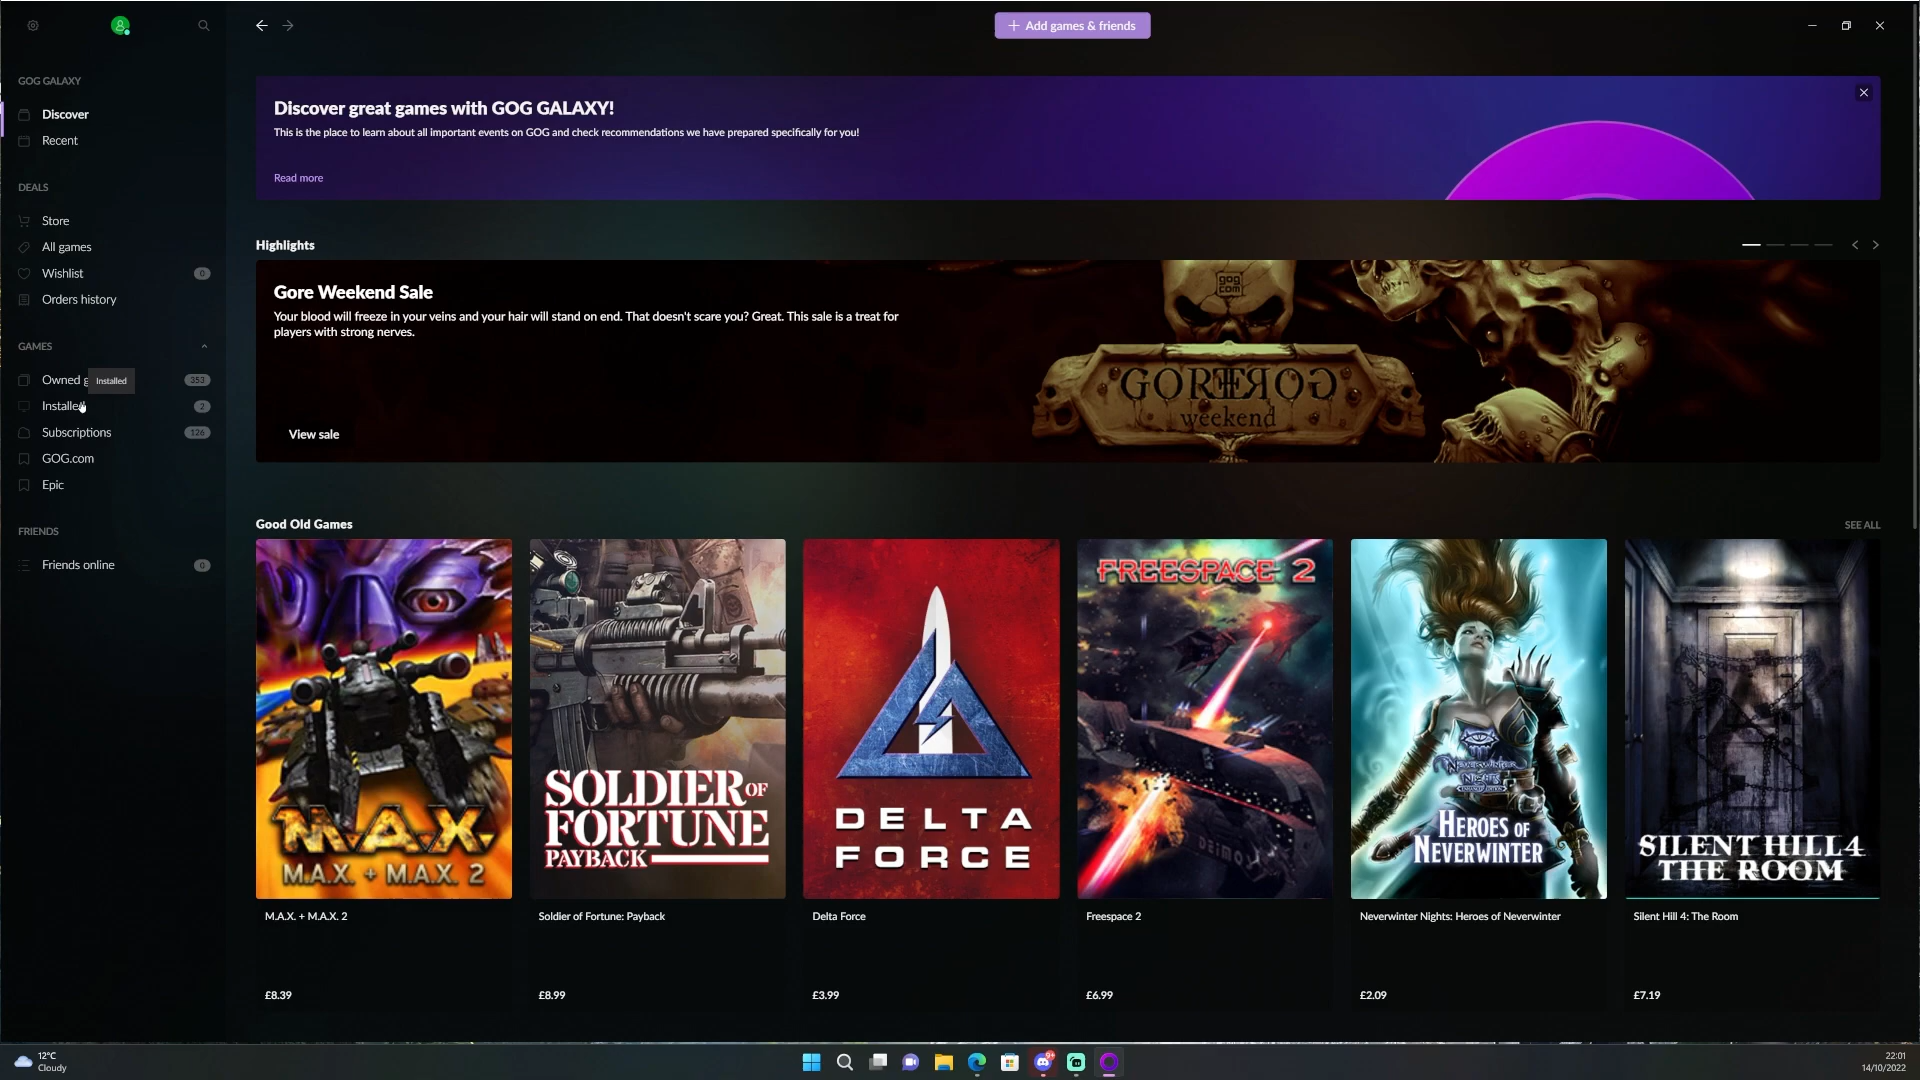 Add games & friends
GOG GALAXY
Discover
Recent
DEALS
Store
All games
Wishlist 0
Orders history
GAMES
Owned g 353
Installed
Installed 2
Subscriptions 126
GOG.com
Epic
FRIENDS
Friends online 0
Discover great games with GOG GALAXY!
This is the place to learn about all important events on GOG and check recommendations we have prepared specifically for you!
Read more
Highlights
Gore Weekend Sale
Your blood will freeze in your veins and your hair will stand on end. That doesn't scare you? Great. This sale is a treat for
players with strong nerves.
View sale
gog
com
weekend
Good Old Games
SEE ALL
M.A.X.
M.A.X. + M.A.X. 2
SOLDIER OF
FORTUNE
PAYBACK
DELTA
FORCE
FREESPACE 2
DEIMOS
NEVERWINTER
NIGHTS
ENHANCED EDITION
HEROES OF
NEVERWINTER
SILENT HILL 4
THE ROOM
M.A.X. + M.A.X. 2
Soldier of Fortune: Payback
Delta Force
Freespace 2
Neverwinter Nights: Heroes of Neverwinter
Silent Hill 4: The Room
£8.39
£8.99
£3.99
£6.99
£2.09
£7.19
12°C
Cloudy
9+
22:01
14/10/2022